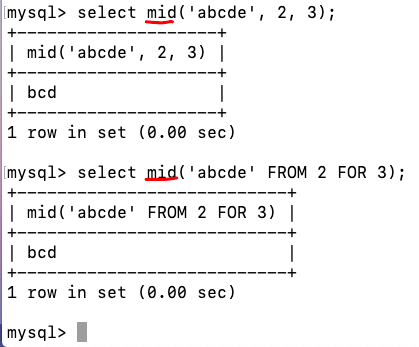 mysql> select mid('abcde', 2, 3);
+--------------------+
| mid('abcde', 2, 3) |
+--------------------+
| bcd                |
+--------------------+
1 row in set (0.00 sec)
mysql> select mid('abcde' FROM 2 FOR 3);
+---------------------------+
| mid('abcde' FROM 2 FOR 3) |
+---------------------------+
| bcd                       |
+---------------------------+
1 row in set (0.00 sec)
mysql>